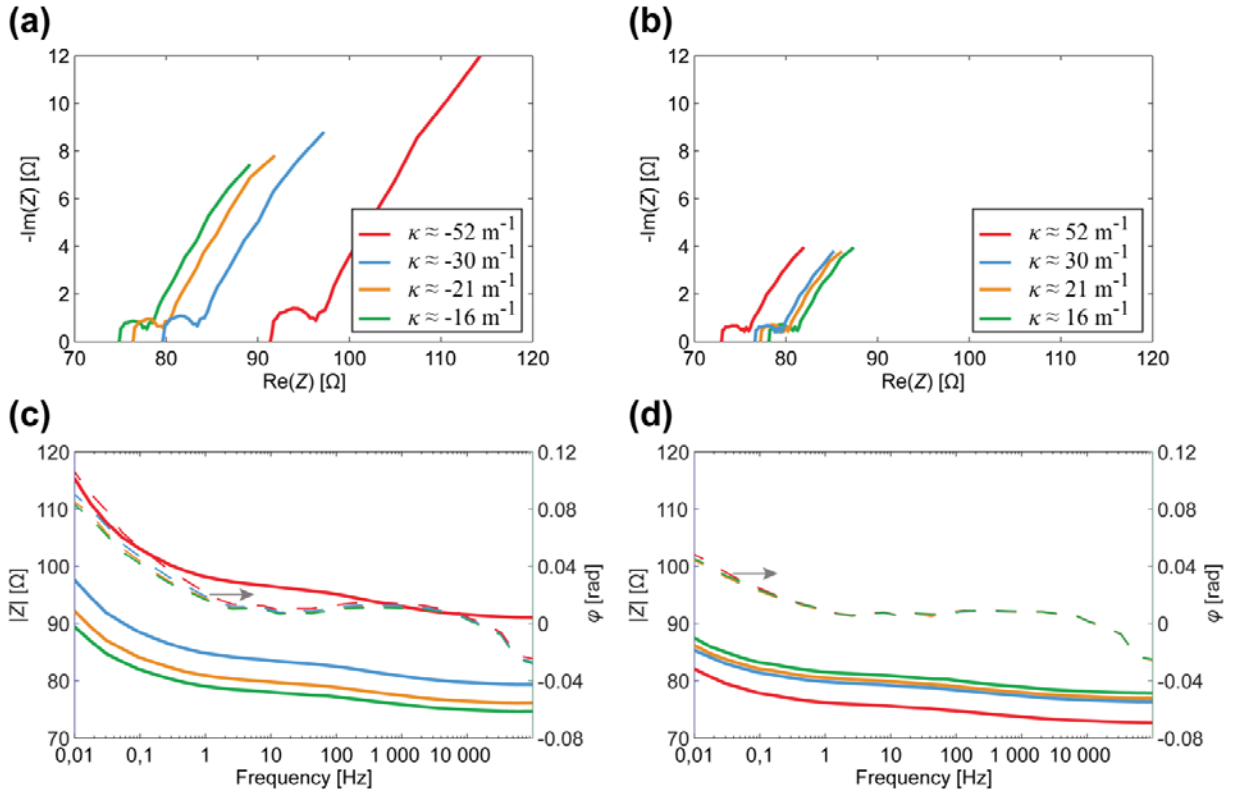 (a)
12
10
8
6
4
2
0
-Im(Z) [Ω]
κ ≈ -52 m-1
κ ≈ -30 m-1
κ ≈ -21 m-1
κ ≈ -16 m-1
70 80 90 100 110 120
Re(Z) [Ω]
(b)
12
10
8
6
4
2
0
-Im(Z) [Ω]
κ ≈ 52 m-1
κ ≈ 30 m-1
κ ≈ 21 m-1
κ ≈ 16 m-1
70 80 90 100 110 120
Re(Z) [Ω]
(c)
120
110
100
90
80
70
|Z| [Ω]
0.12
0.08
0.04
0
-0.04
-0.08
φ [rad]
0,01 0,1 1 10 100 1 000 10 000
Frequency [Hz]
(d)
120
110
100
90
80
70
|Z| [Ω]
0.12
0.08
0.04
0
-0.04
-0.08
φ [rad]
0,01 0,1 1 10 100 1 000 10 000
Frequency [Hz]